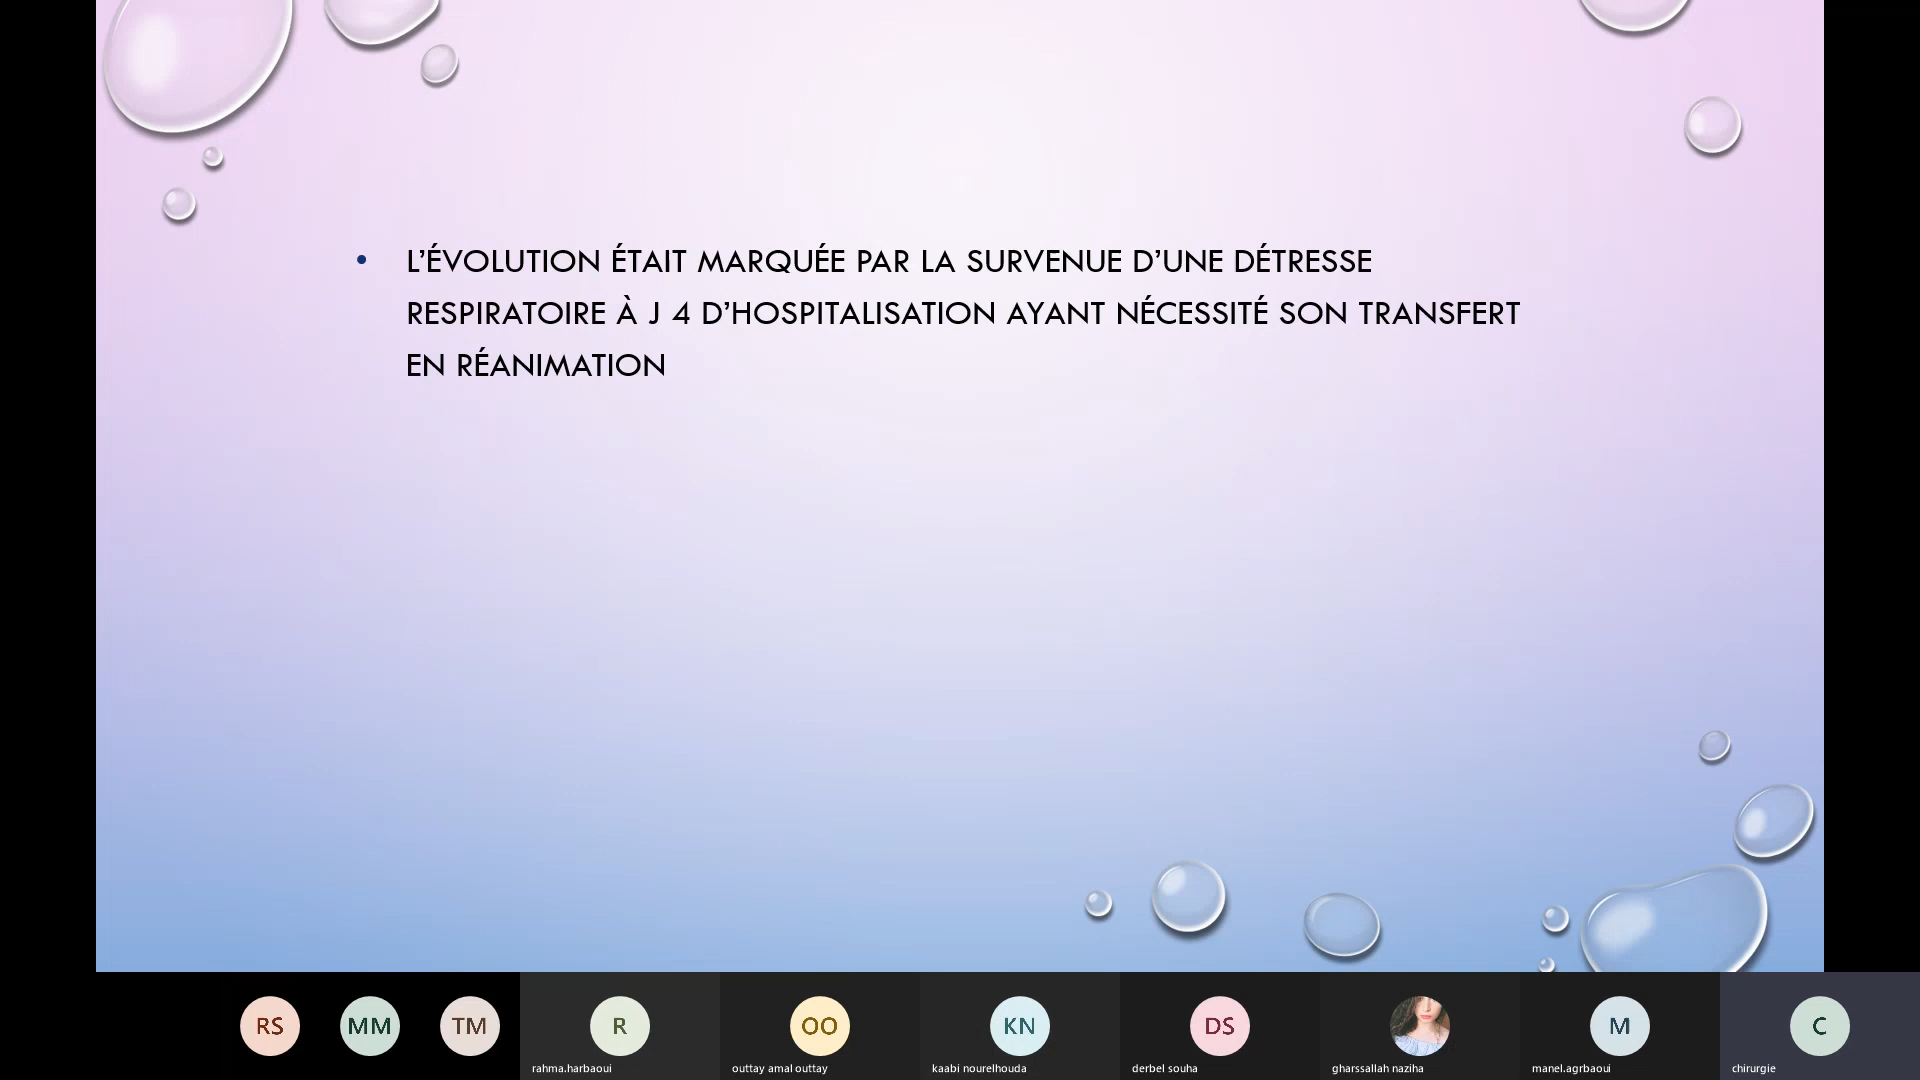 • L’ÉVOLUTION ÉTAIT MARQUÉE PAR LA SURVENUE D’UNE DÉTRESSE
RESPIRATOIRE À J 4 D’HOSPITALISATION AYANT NÉCESSITÉ SON TRANSFERT
EN RÉANIMATION
RS MM TM R OO KN DS M C
rahma.harbaoui outtay amal outtay kaabi nourelhouda derbel souha gharssallah naziha manel.agrbaoui chirurgie